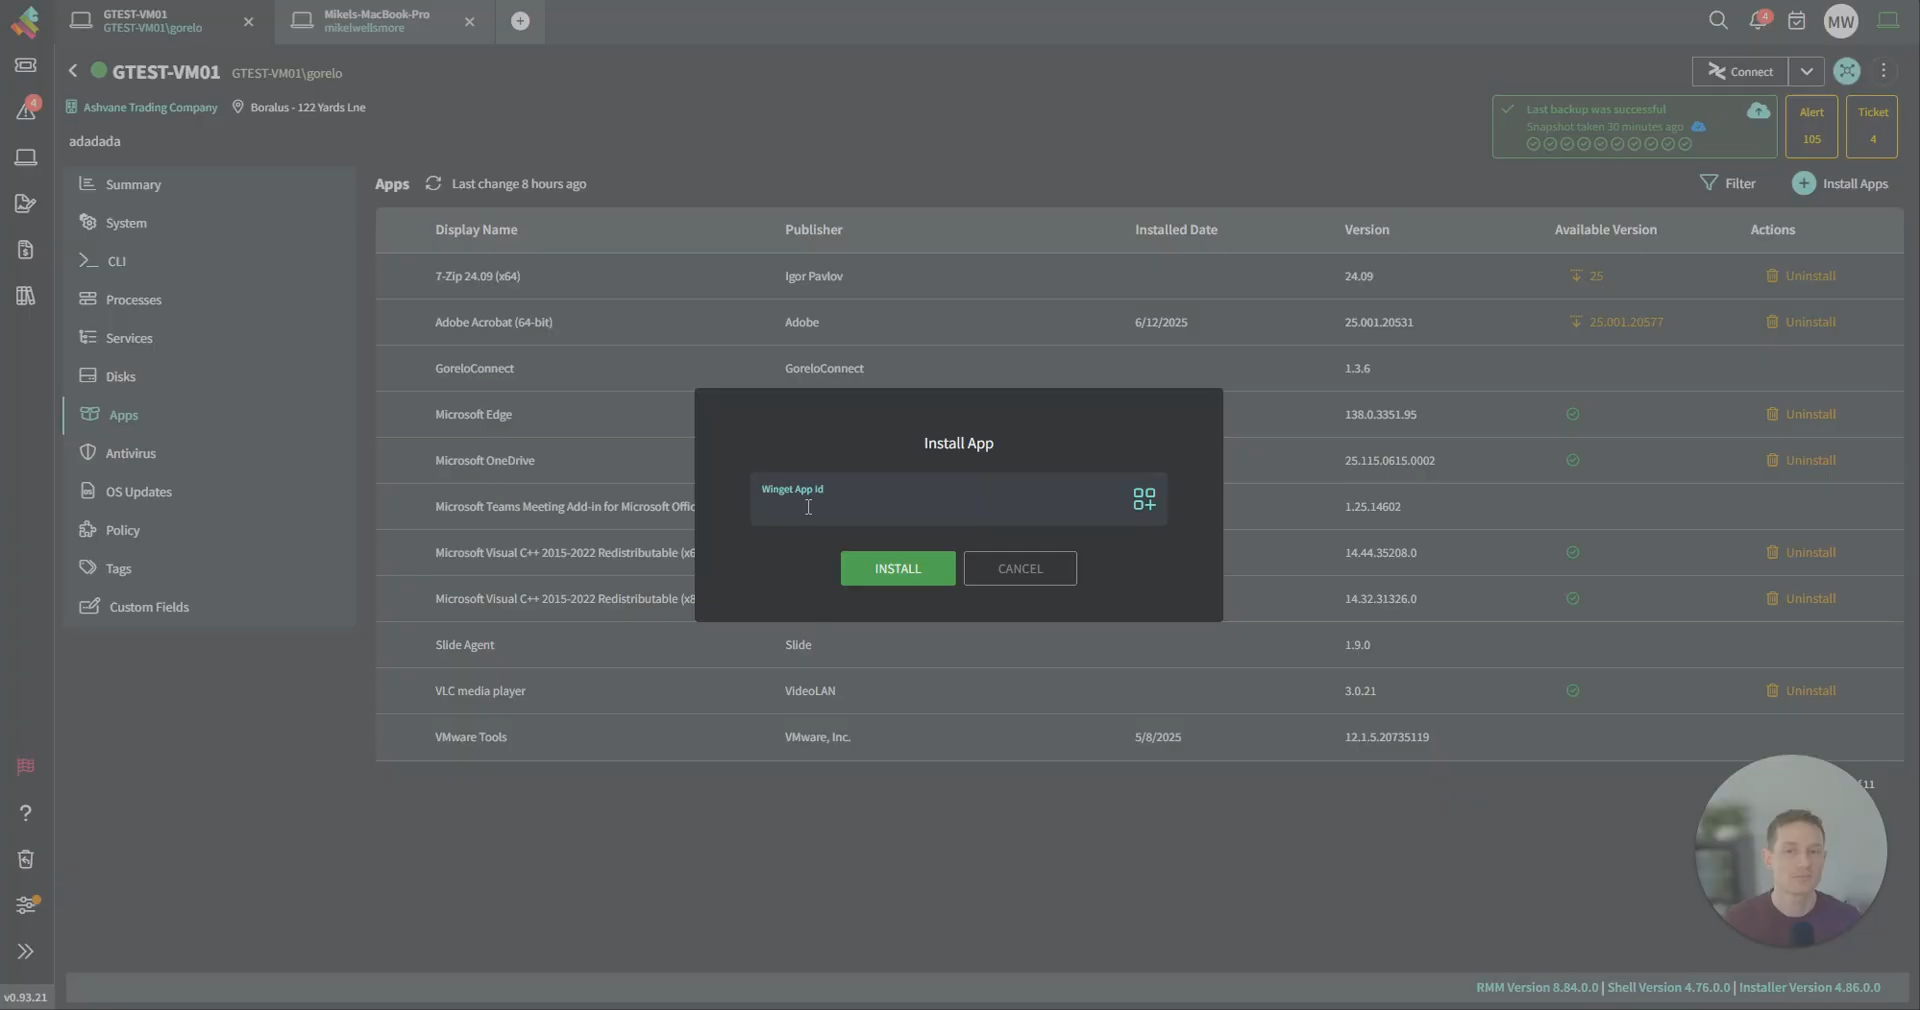 GTEST-VM01
GTEST-VM01\gorelo
Mikels-MacBook-Pro
mikelwellsmore
4
MW
GTEST-VM01 GTEST-VM01\gorelo
Connect
4
Ashvane Trading Company Boralus - 122 Yards Lne
adadada
Last backup was successful
Snapshot taken 30 minutes ago
Alert
105
Ticket
4
Summary
System
CLI
Processes
Services
Disks
Apps
Antivirus
OS Updates
Policy
Tags
Custom Fields
Apps Last change 8 hours ago
Filter
Install Apps
Display Name Publisher Installed Date Version Available Version Actions
7-Zip 24.09 (x64) Igor Pavlov 24.09 25 Uninstall
Adobe Acrobat (64-bit) Adobe 6/12/2025 25.001.20531 25.001.20577 Uninstall
GoreloConnect GoreloConnect 1.3.6
Microsoft Edge 138.0.3351.95 Uninstall
Microsoft OneDrive 25.115.0615.0002 Uninstall
Microsoft Teams Meeting Add-in for Microsoft Offic 1.25.14602
Microsoft Visual C++ 2015-2022 Redistributable (x6 14.44.35208.0 Uninstall
Microsoft Visual C++ 2015-2022 Redistributable (x8 14.32.31326.0 Uninstall
Slide Agent Slide 1.9.0
VLC media player VideoLAN 3.0.21 Uninstall
VMware Tools VMware, Inc. 5/8/2025 12.1.5.20735119
Install App
Winget App Id
INSTALL
CANCEL
11
v0.93.21
RMM Version 8.84.0.0 | Shell Version 4.76.0.0 | Installer Version 4.86.0.0